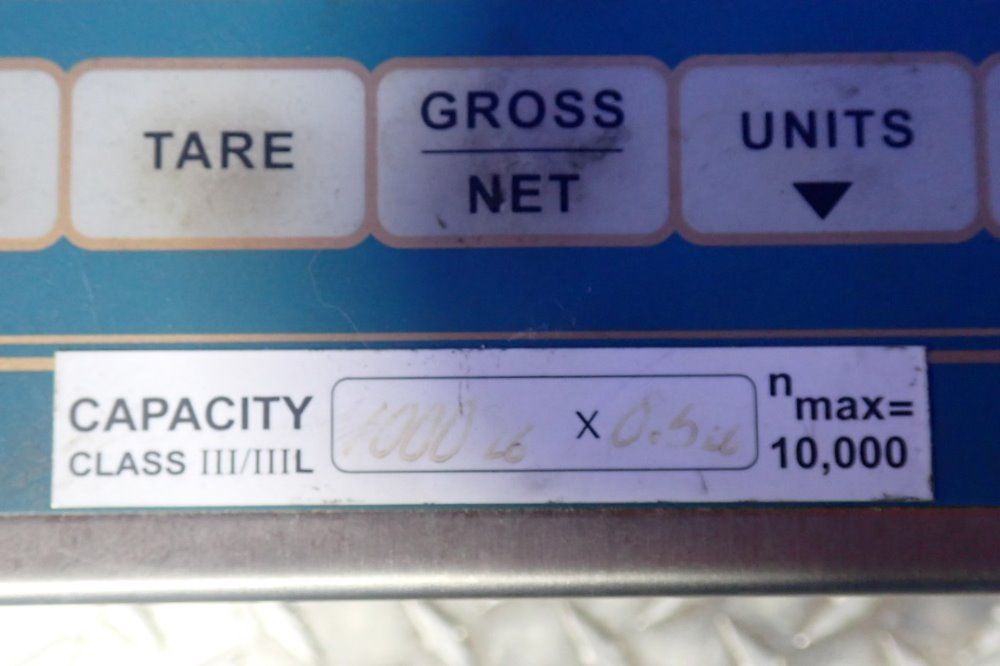 TARE
GROSS
NET
UNITS
CAPACITY
CLASS III/IIIL
1000 lb X 0.5 lb
nmax=
10,000